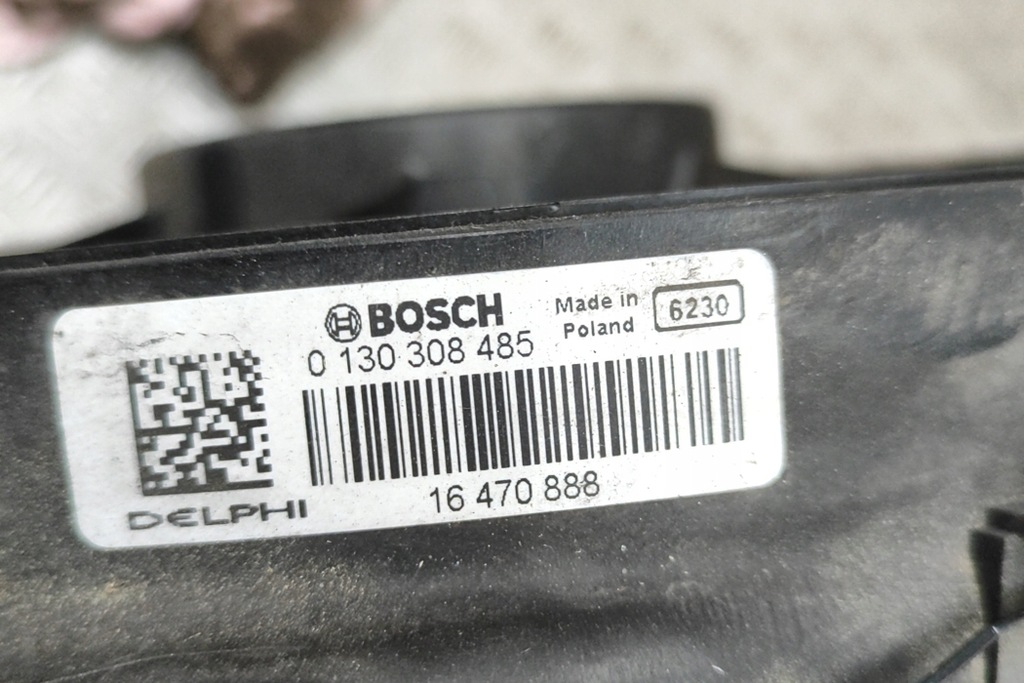 BOSCH
Made in
Poland
6230
0 130 308 485
16 470 888
DELPHI